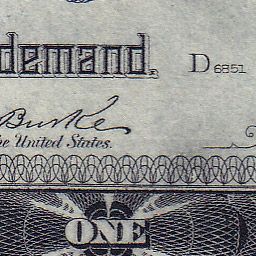 demand. D 6851
Burke
the United States.
ONE